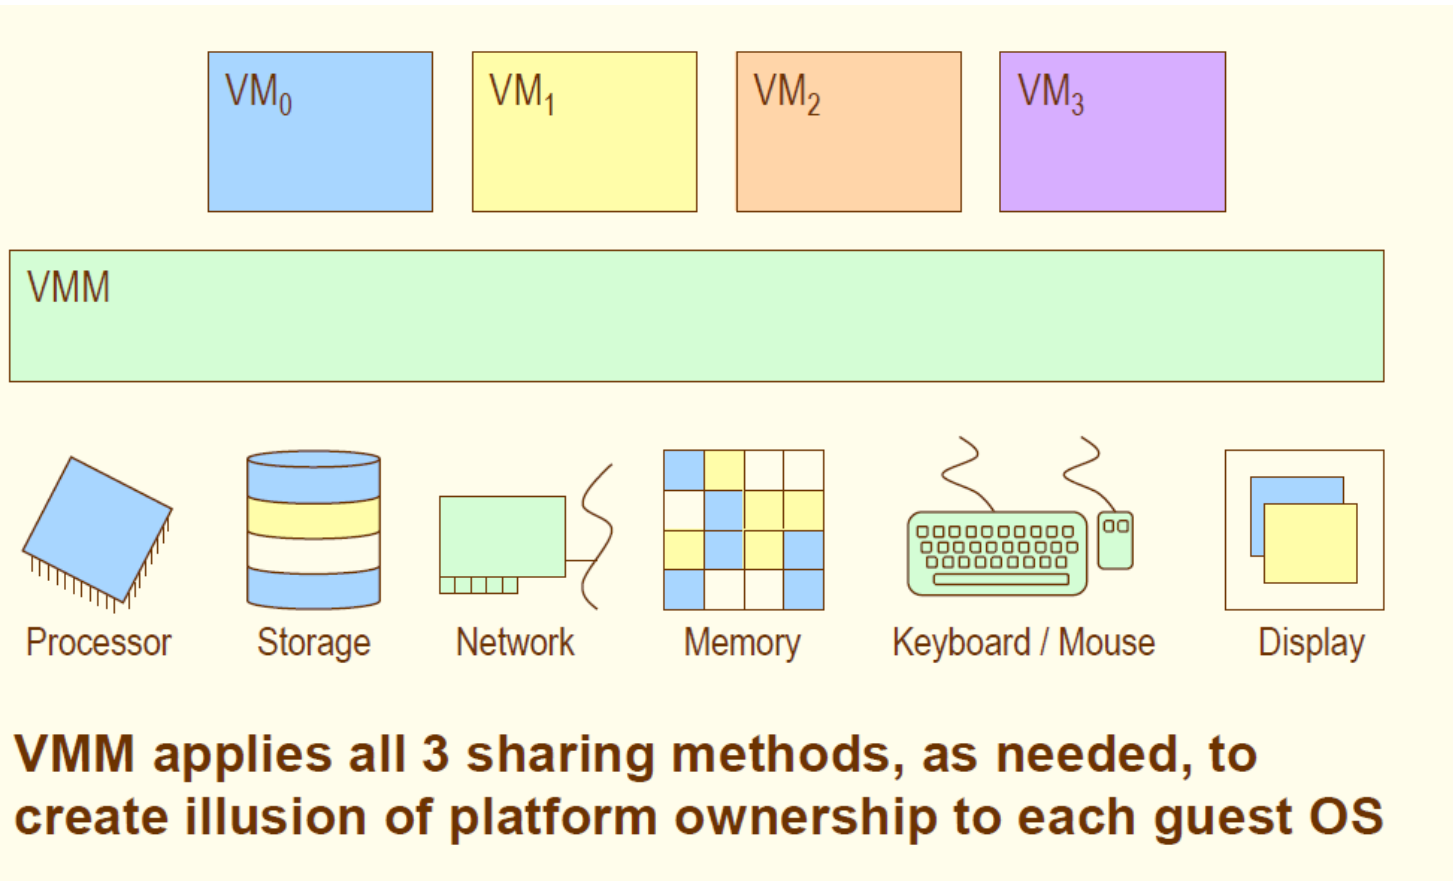 VM₀ VM₁ VM₂ VM₃
VMM
Processor Storage Network Memory Keyboard / Mouse Display
VMM applies all 3 sharing methods, as needed, to
create illusion of platform ownership to each guest OS